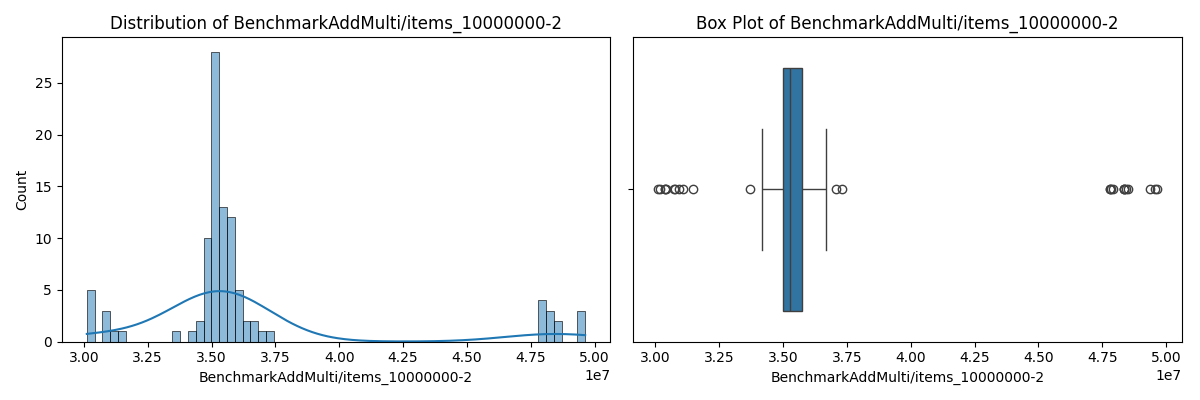 Distribution of BenchmarkAddMulti/items_10000000-2
Count
25
20
15
10
5
0
3.00 3.25 3.50 3.75 4.00 4.25 4.50 4.75 5.00
1e7
BenchmarkAddMulti/items_10000000-2
Box Plot of BenchmarkAddMulti/items_10000000-2
3.00 3.25 3.50 3.75 4.00 4.25 4.50 4.75 5.00
1e7
BenchmarkAddMulti/items_10000000-2